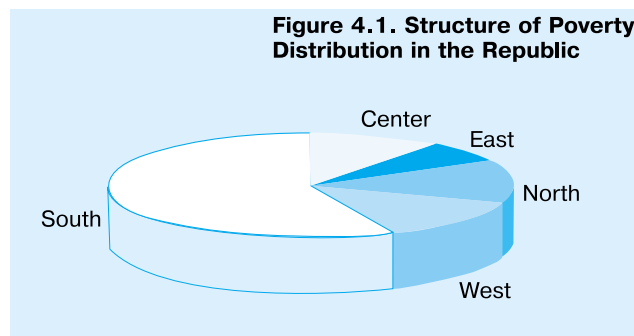 Figure 4.1. Structure of Poverty
Distribution in the Republic
Center
East
North
South
West